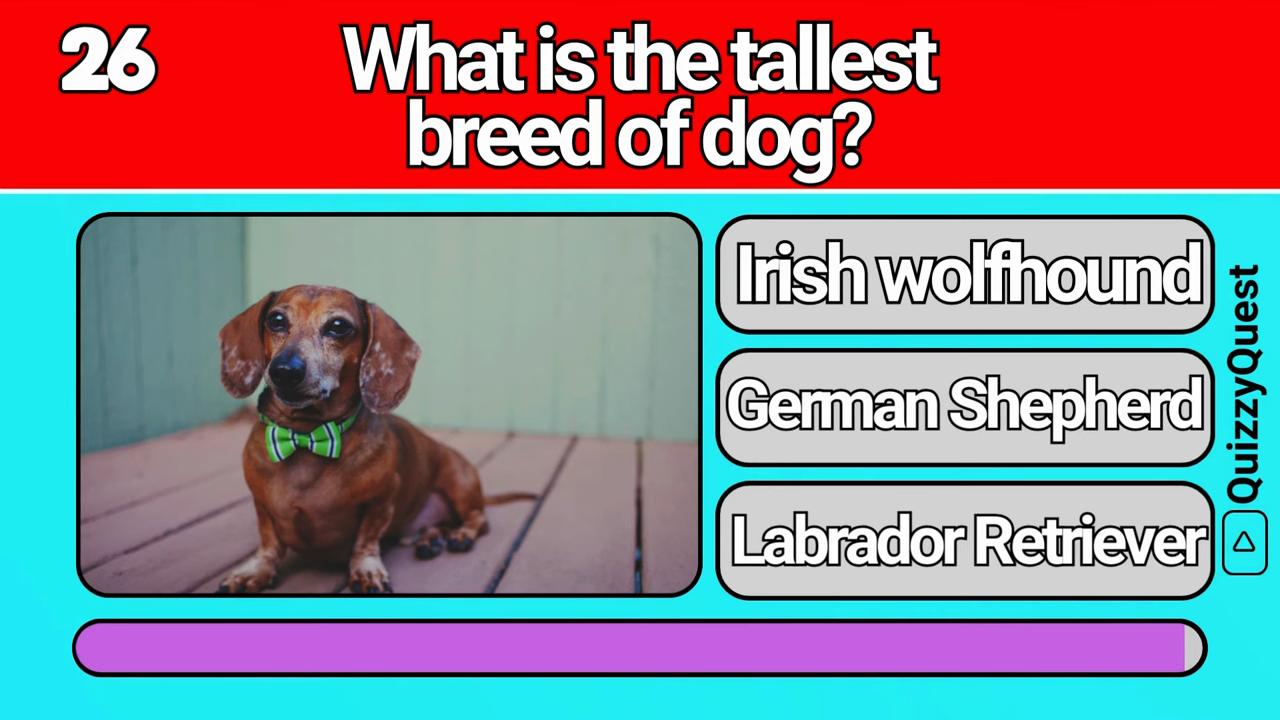 26
What is the tallest
breed of dog?
Irish wolfhound
German Shepherd
Labrador Retriever
QuizzyQuest